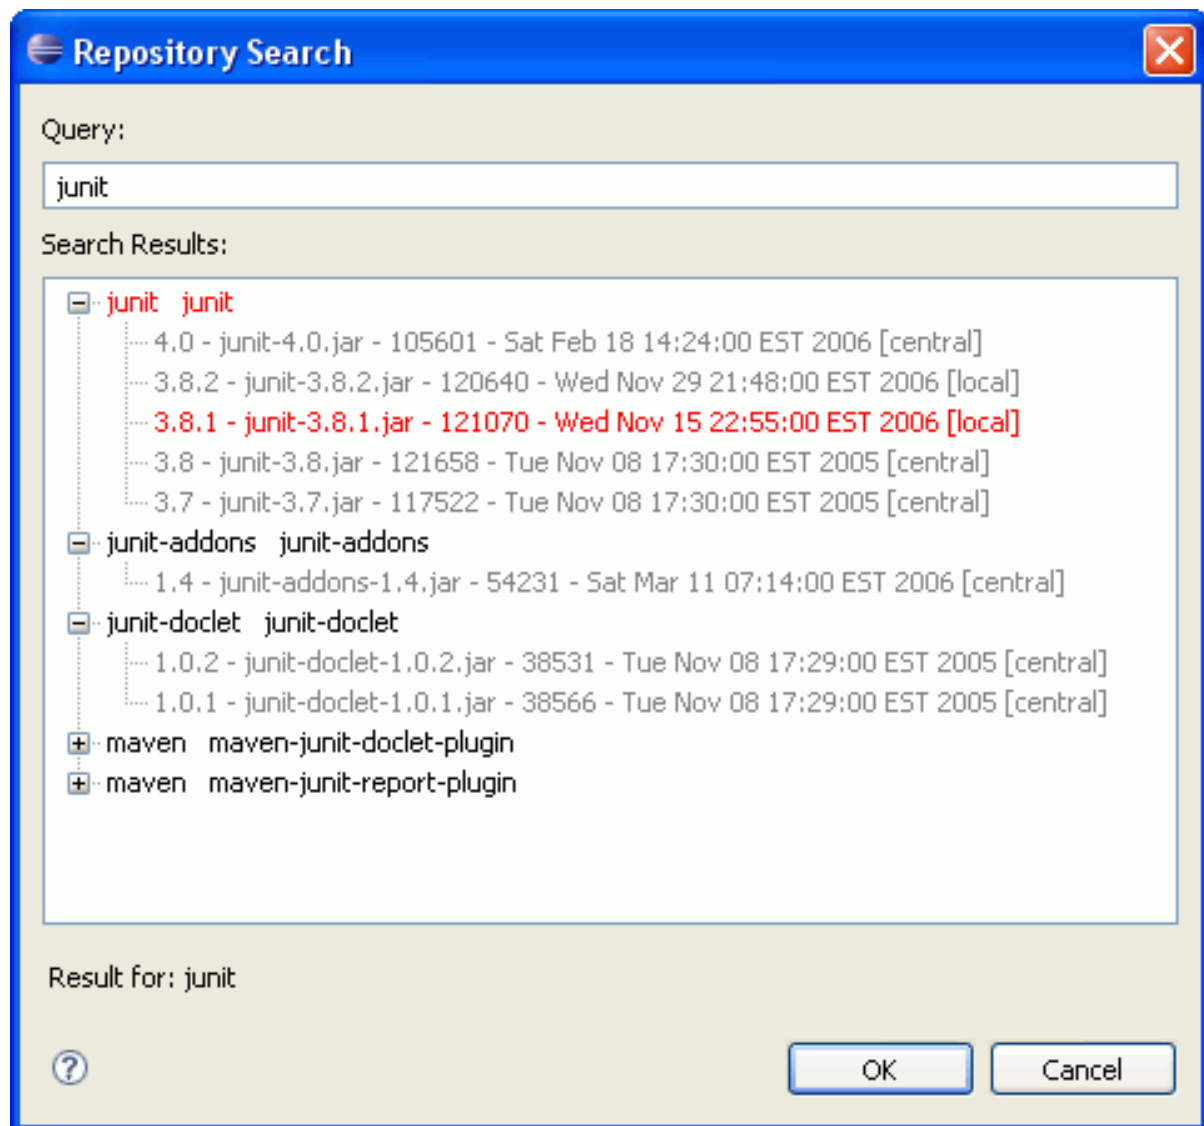 Repository Search
Query:
junit
Search Results:
junit junit
4.0 - junit-4.0.jar - 105601 - Sat Feb 18 14:24:00 EST 2006 [central]
3.8.2 - junit-3.8.2.jar - 120640 - Wed Nov 29 21:48:00 EST 2006 [local]
3.8.1 - junit-3.8.1.jar - 121070 - Wed Nov 15 22:55:00 EST 2006 [local]
3.8 - junit-3.8.jar - 121658 - Tue Nov 08 17:30:00 EST 2005 [central]
3.7 - junit-3.7.jar - 117522 - Tue Nov 08 17:30:00 EST 2005 [central]
junit-addons junit-addons
1.4 - junit-addons-1.4.jar - 54231 - Sat Mar 11 07:14:00 EST 2006 [central]
junit-doclet junit-doclet
1.0.2 - junit-doclet-1.0.2.jar - 38531 - Tue Nov 08 17:29:00 EST 2005 [central]
1.0.1 - junit-doclet-1.0.1.jar - 38566 - Tue Nov 08 17:29:00 EST 2005 [central]
maven maven-junit-doclet-plugin
maven maven-junit-report-plugin
Result for: junit
? OK Cancel